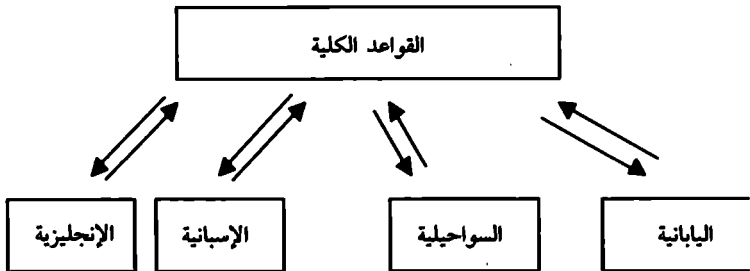 القواعد الكلية
اليابانية
السواحيلية
الإسبانية
الإنجليزية